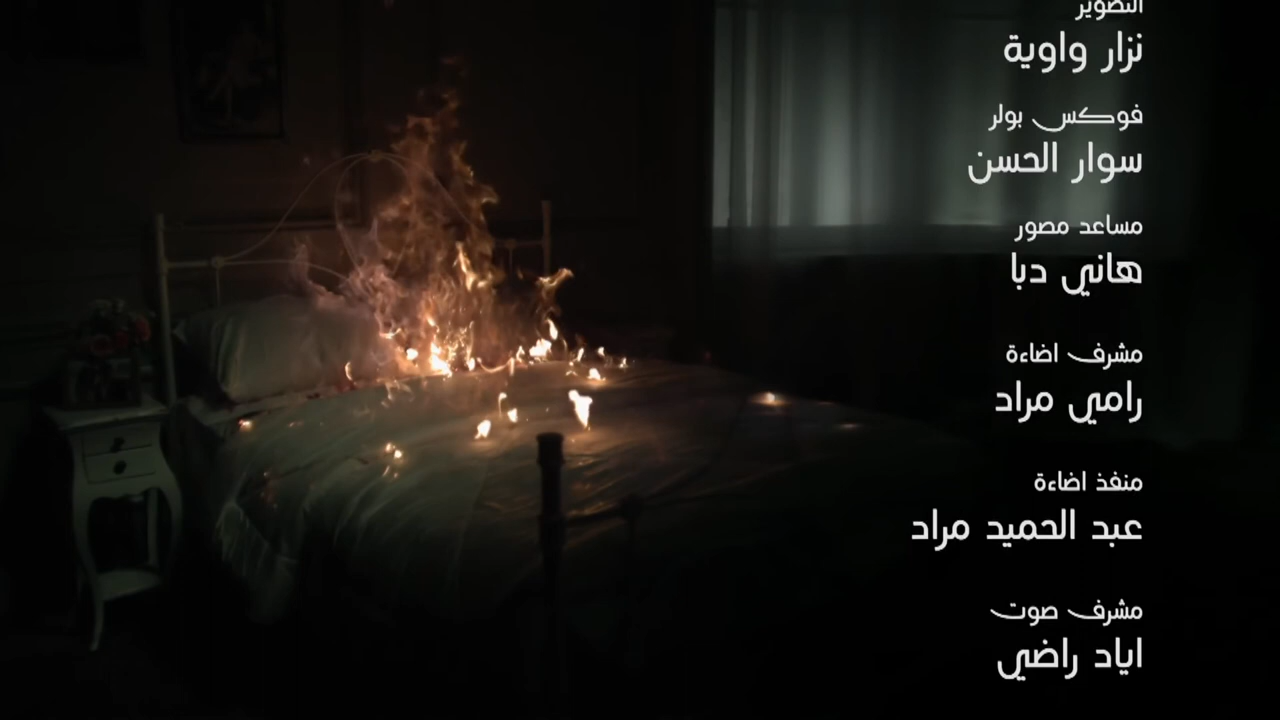 التصوير
نزار واوية
فوكس بولر
سوار الحسن
مساعد مصور
هاني دبا
مشرف اضاءة
رامي مراد
منفذ اضاءة
عبد الحميد مراد
مشرف صوت
اياد راضي